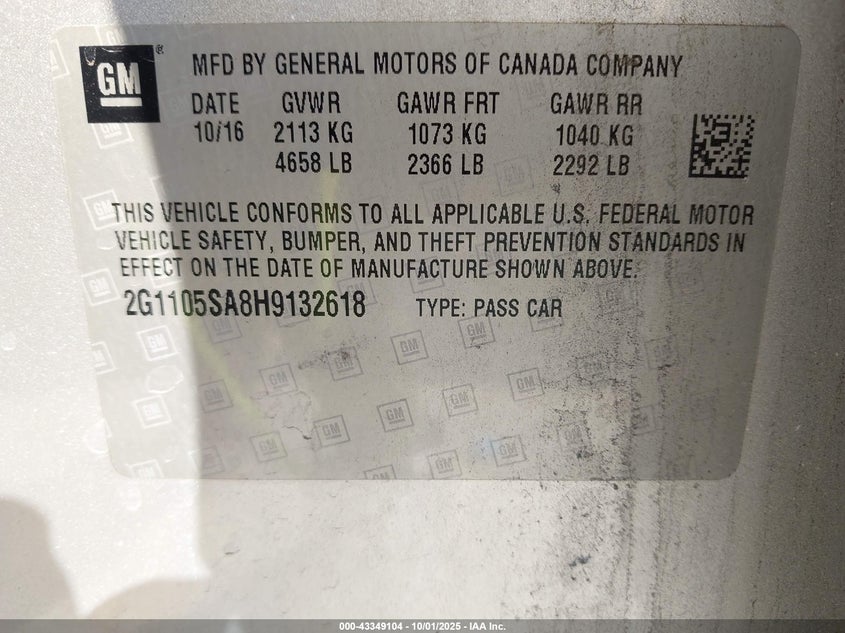 GM
MFD BY GENERAL MOTORS OF CANADA COMPANY
DATE GVWR GAWR FRT GAWR RR
10/16 2113 KG 1073 KG 1040 KG
4658 LB 2366 LB 2292 LB
THIS VEHICLE CONFORMS TO ALL APPLICABLE U.S. FEDERAL MOTOR
VEHICLE SAFETY, BUMPER, AND THEFT PREVENTION STANDARDS IN
EFFECT ON THE DATE OF MANUFACTURE SHOWN ABOVE.
2G1105SA8H9132618 TYPE: PASS CAR
000-43349104 - 10/01/2025 - IAA Inc.